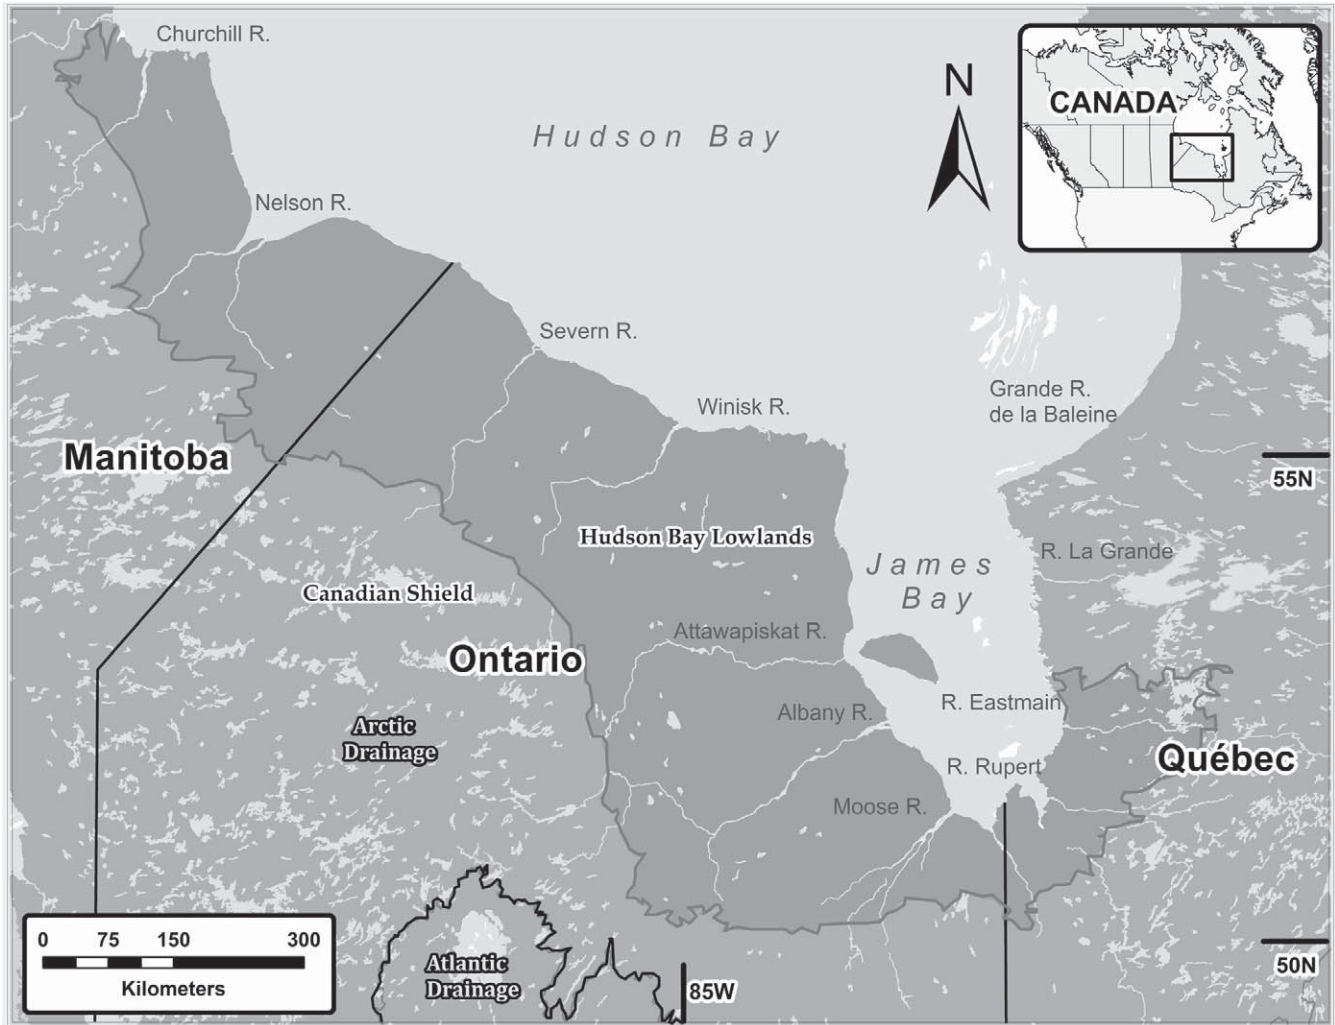 Churchill R.
N
CANADA
Hudson Bay
Nelson R.
Severn R.
Grande R.
de la Baleine
Winisk R.
Manitoba
55N
Hudson Bay Lowlands
James
Bay
R. La Grande
Canadian Shield
Attawapiskat R.
Ontario
R. Eastmain
Albany R.
Arctic
Drainage
Québec
R. Rupert
Moose R.
0 75 150 300
Kilometers
Atlantic
Drainage
85W
50N